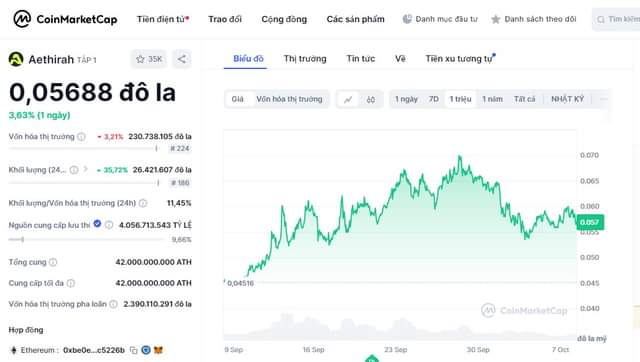 CoinMarketCap
Tiền điện tử
Trao đổi
Cộng đồng
Các sản phẩm
Danh mục đầu tư
Danh sách theo dõi
Tìm kiếm
Aethirah TẬP 1
35K
0,05688 đô la
3,63% (1 ngày)
Vốn hóa thị trường 3,21% 230.738.105 đô la
# 224
Khối lượng (24... 35,72% 26.421.607 đô la
# 186
Khối lượng/Vốn hóa thị trường (24h) 11,45%
Nguồn cung cấp lưu thông 4.056.713.543 TỶ LỆ
9,66%
Tổng cung 42.000.000.000 ATH
Cung cấp tối đa 42.000.000.000 ATH
Vốn hóa thị trường pha loãn 2.390.110.291 đô la
Hợp đồng
Ethereum : 0xbe0e...c5226b
Biểu đồ
Thị trường
Tin tức
Về
Tiền xu tương tự
Giá
Vốn hóa thị trường
1 ngày
7D
1 triệu
1 năm
Tất cả
NHẬT KÝ
...
0.070
0.065
0.060
0.057
0.055
0.050
0.045
0.040
0,04516
CoinMarketCap
đô la mỹ
9 Sep
16 Sep
23 Sep
30 Sep
7 Oct